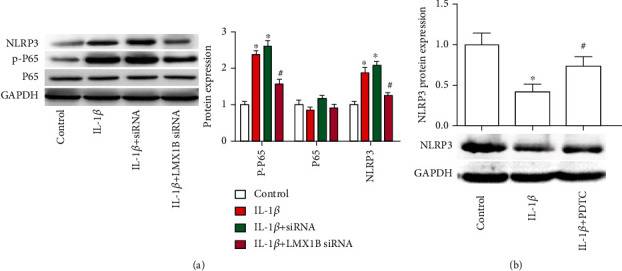 NLRP3
p-P65
P65
GAPDH
Control
IL-1β
IL-1β+siRNA
IL-1β+LMX1B siRNA
Protein expression
3
2
1
0
*
*
#
*
*
#
P-P65
P65
NLRP3
Control
IL-1β
IL-1β+siRNA
IL-1β+LMX1B siRNA
(a)
NLRP3 protein expression
1.5
1.0
0.5
0.0
*
#
NLRP3
GAPDH
Control
IL-1β
IL-1β+PDTC
(b)